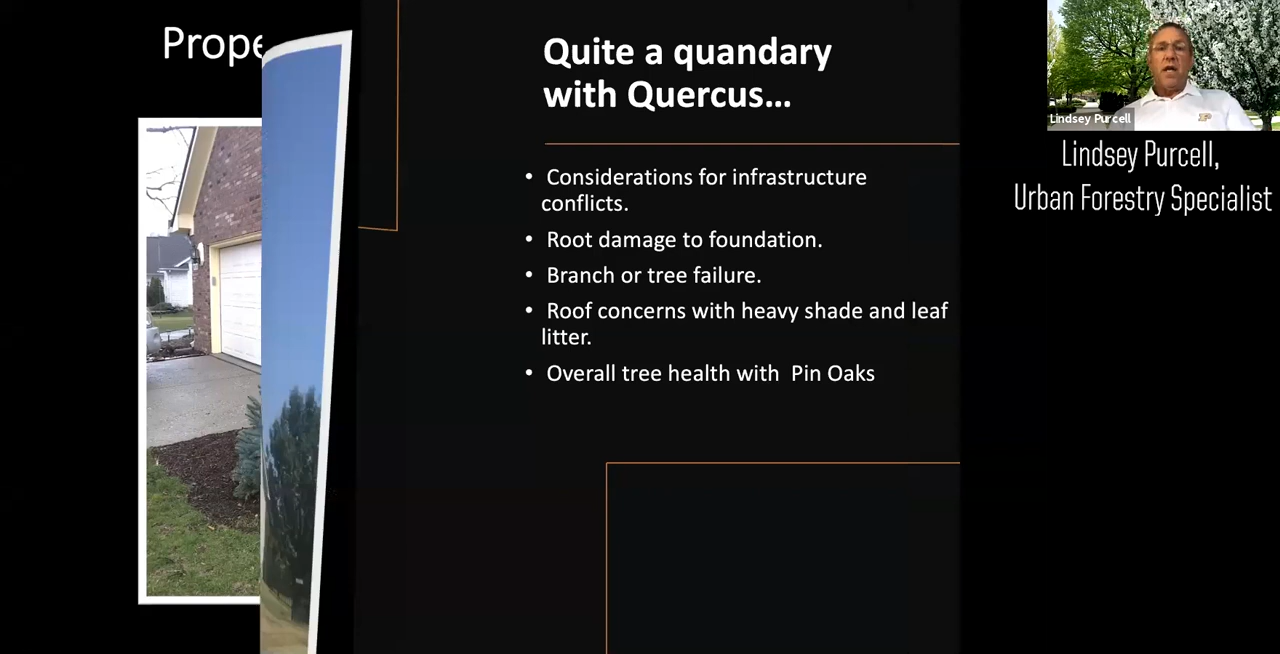 Prope
Quite a quandary
with Quercus...
• Considerations for infrastructure
conflicts.
• Root damage to foundation.
• Branch or tree failure.
• Roof concerns with heavy shade and leaf
litter.
• Overall tree health with Pin Oaks
Lindsey Purcell
Lindsey Purcell,
Urban Forestry Specialist